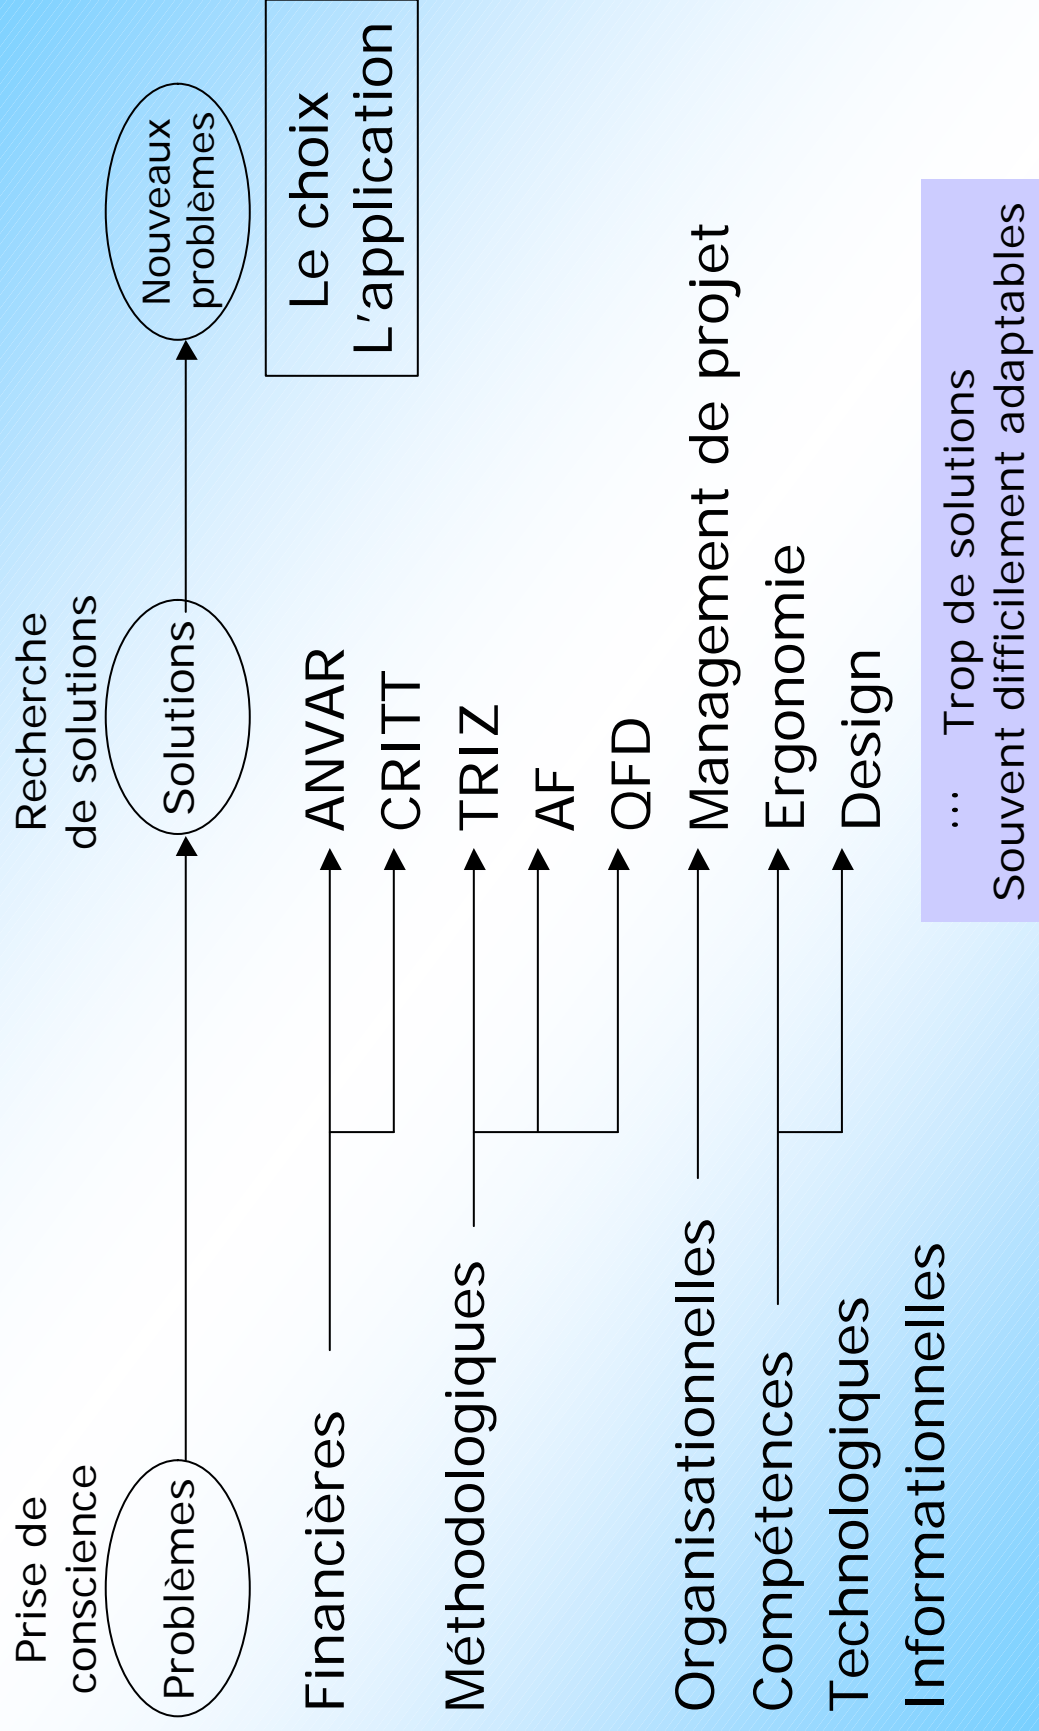 Prise de
conscience
Recherche
de solutions
Problèmes
Solutions
Nouveaux
problèmes
Le choix
L’application
Financières
ANVAR
CRITT
Méthodologiques
TRIZ
AF
QFD
Organisationnelles
Management de projet
Compétences
Ergonomie
Technologiques
Design
Informationnelles
… Trop de solutions
Souvent difficilement adaptables